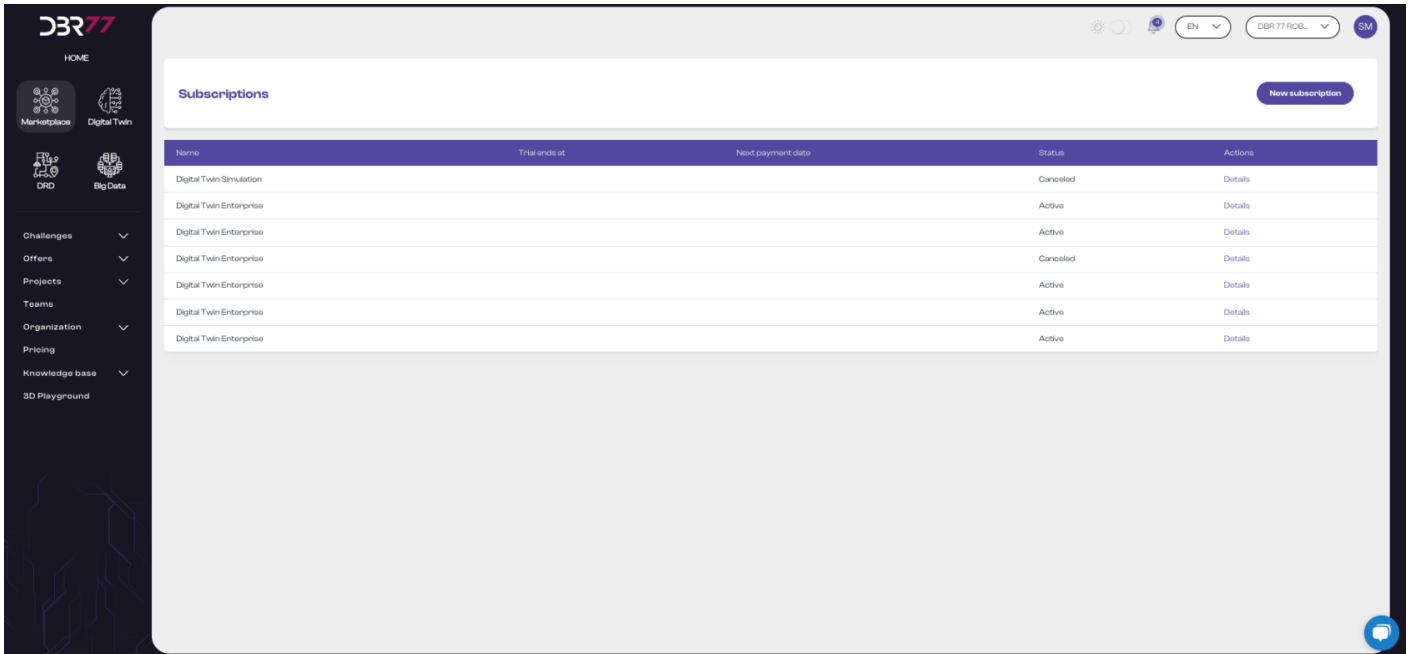 DBR77
HOME
Marketplace
Digital Twin
DRD
Big Data
Challenges
Offers
Projects
Teams
Organization
Pricing
Knowledge base
3D Playground
4
EN
DBR 77 ROB...
SM
Subscriptions
New subscription
Name Trial ends at Next payment date Status Actions
Digital Twin Simulation Canceled Details
Digital Twin Enterprise Active Details
Digital Twin Enterprise Active Details
Digital Twin Enterprise Canceled Details
Digital Twin Enterprise Active Details
Digital Twin Enterprise Active Details
Digital Twin Enterprise Active Details